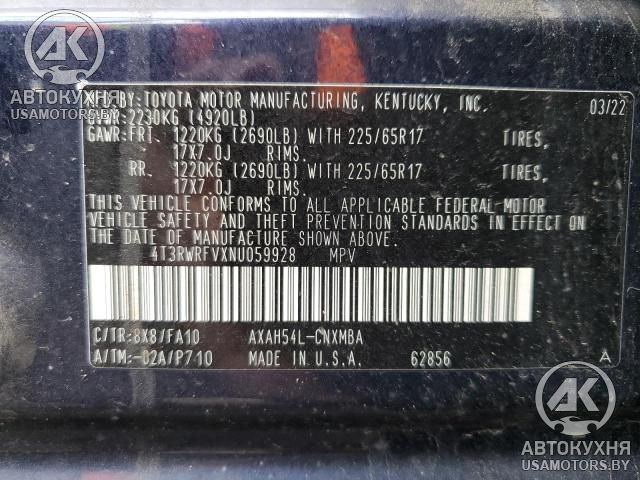 АК
АВТОКУХНЯ
USAMOTORS.BY
MFD.BY:TOYOTA MOTOR MANUFACTURING, KENTUCKY, INC. 03/22
GVWR:2230KG (4920LB)
GAWR:FRT. 1220KG (2690LB) WITH 225/65R17 TIRES,
17X7.0J RIMS.
RR. 1220KG (2690LB) WITH 225/65R17 TIRES,
17X7.0J RIMS.
THIS VEHICLE CONFORMS TO ALL APPLICABLE FEDERAL MOTOR
VEHICLE SAFETY AND THEFT PREVENTION STANDARDS IN EFFECT ON
THE DATE OF MANUFACTURE SHOWN ABOVE.
4T3RWRFVXNU059928 MPV
C/TR:8X8/FA10 AXAH54L-CNXMBA
A/TM:-02A/P710 MADE IN U.S.A. 62856 A
АК
АВТОКУХНЯ
USAMOTORS.BY